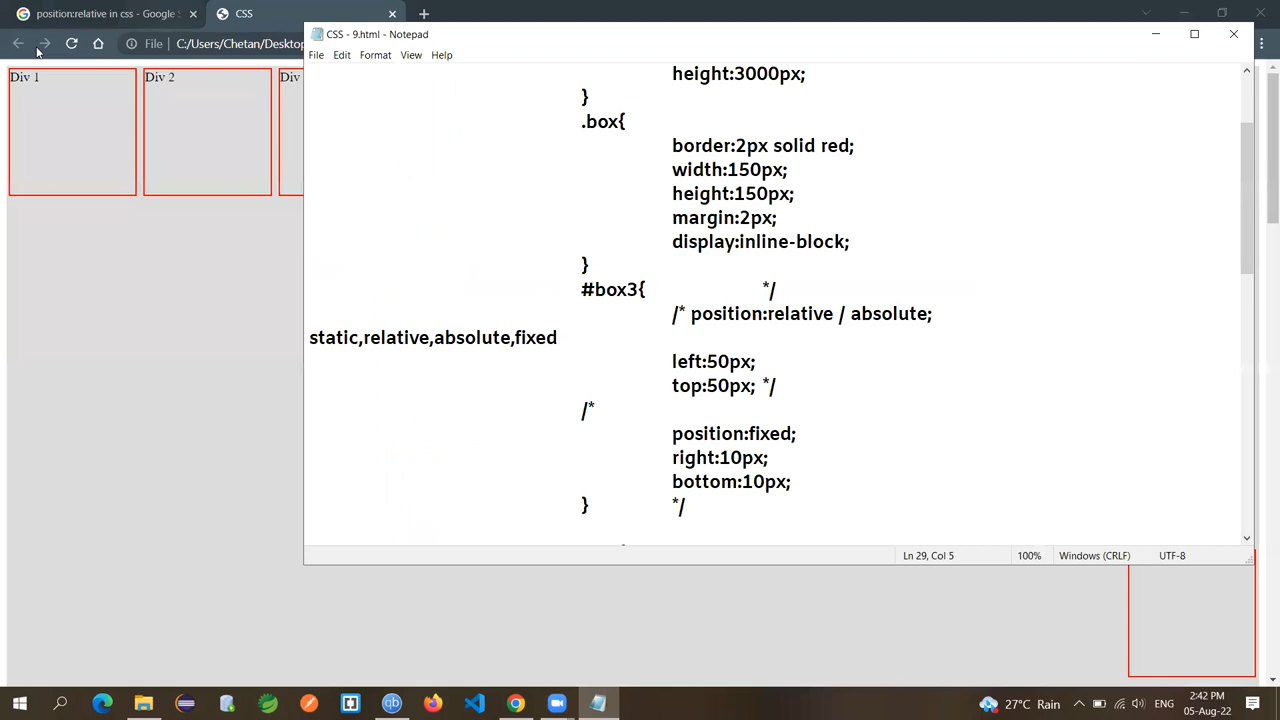 position:relative in css - Google S
CSS
File
C:/Users/Chetan/Desktop
CSS - 9.html - Notepad
File Edit Format View Help
Div 1
Div 2
Div
height:3000px;
}
.box{
border:2px solid red;
width:150px;
height:150px;
margin:2px;
display:inline-block;
}
#box3{ */
/* position:relative / absolute;
static,relative,absolute,fixed
left:50px;
top:50px; */
/*
position:fixed;
right:10px;
bottom:10px;
} */
Ln 29, Col 5
100%
Windows (CRLF)
UTF-8
qb
27°C Rain
ENG
2:42 PM
05-Aug-22